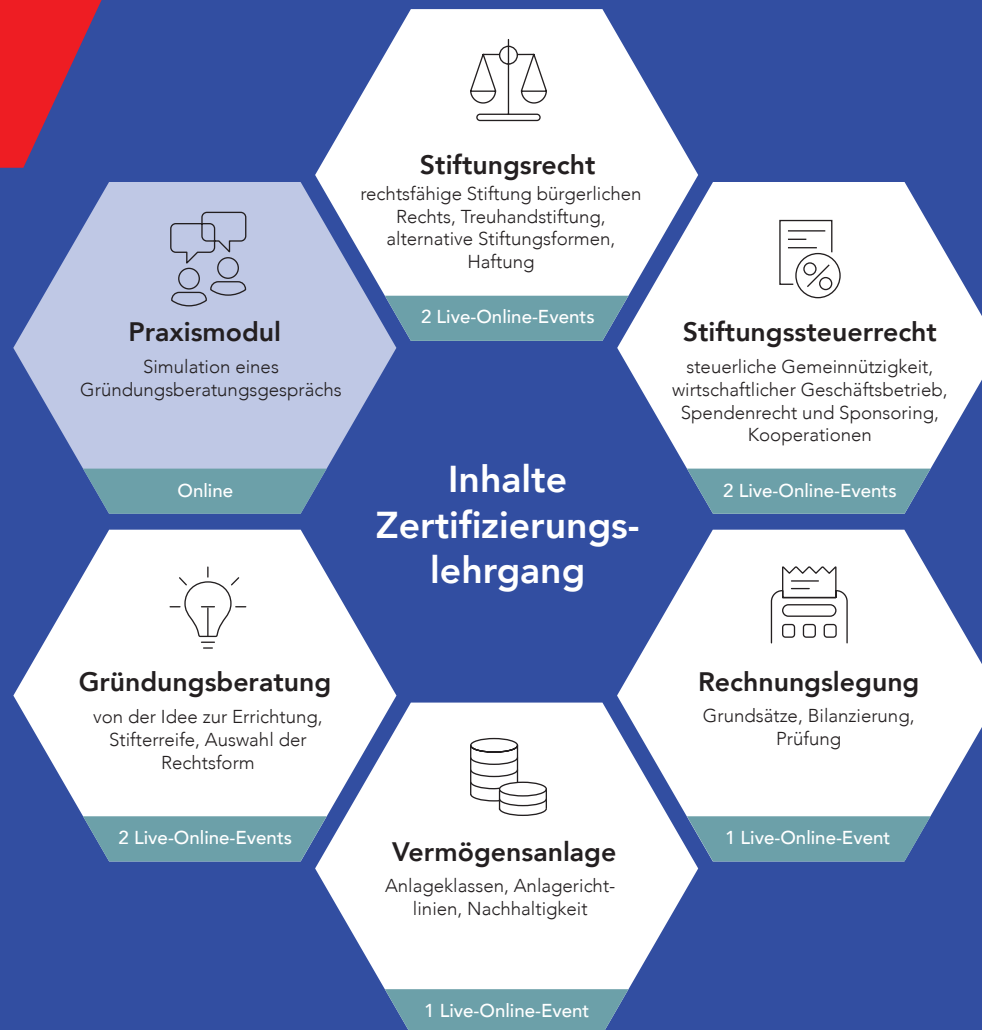 Stiftungsrecht
rechtsfähige Stiftung bürgerlichen
Rechts, Treuhandstiftung,
alternative Stiftungsformen,
Haftung
2 Live-Online-Events
Stiftungssteuerrecht
steuerliche Gemeinnützigkeit,
wirtschaftlicher Geschäftsbetrieb,
Spendenrecht und Sponsoring,
Kooperationen
2 Live-Online-Events
Rechnungslegung
Grundsätze, Bilanzierung,
Prüfung
1 Live-Online-Event
Vermögensanlage
Anlageklassen, Anlagericht-
linien, Nachhaltigkeit
1 Live-Online-Event
Gründungsberatung
von der Idee zur Errichtung,
Stifterreife, Auswahl der
Rechtsform
2 Live-Online-Events
Praxismodul
Simulation eines
Gründungsberatungsgesprächs
Online
Inhalte
Zertifizierungs-
lehrgang